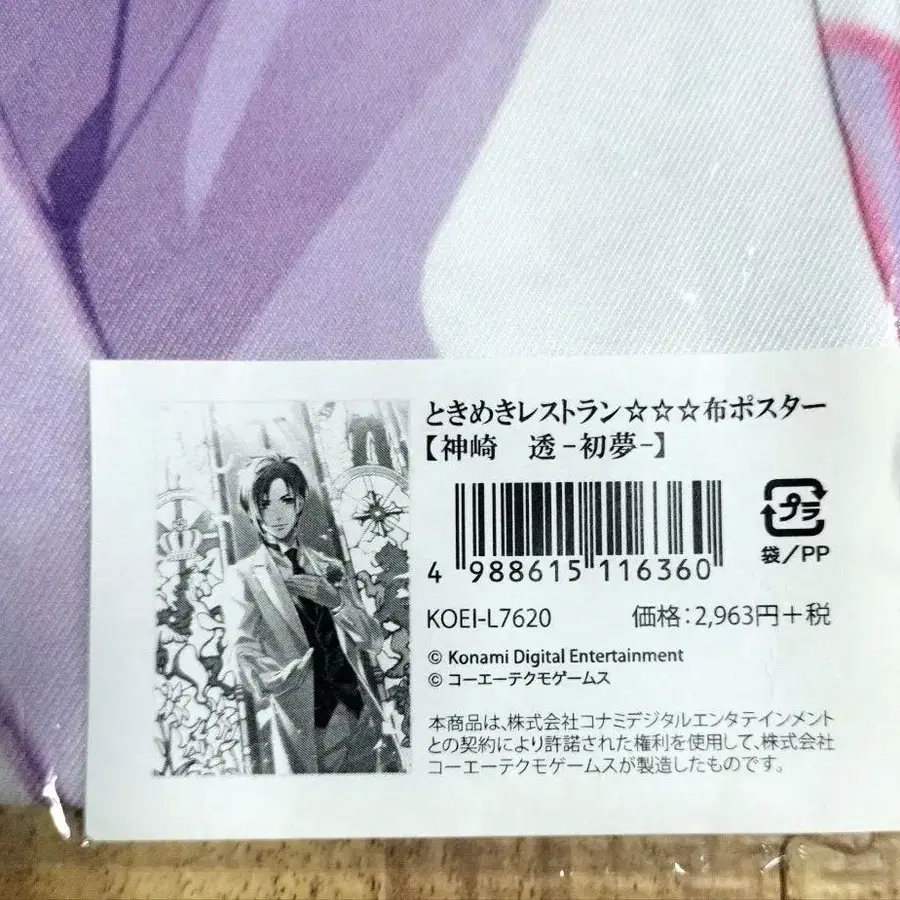 ときめきレストラン☆☆☆布ポスター
【神崎　透-初夢-】
プラ
袋/PP
4 988615 116360
KOEI-L7620 価格:2,963円+税
© Konami Digital Entertainment
© コーエーテクモゲームス
本商品は、株式会社コナミデジタルエンタテインメント
との契約により許諾された権利を使用して、株式会社
コーエーテクモゲームスが製造したものです。